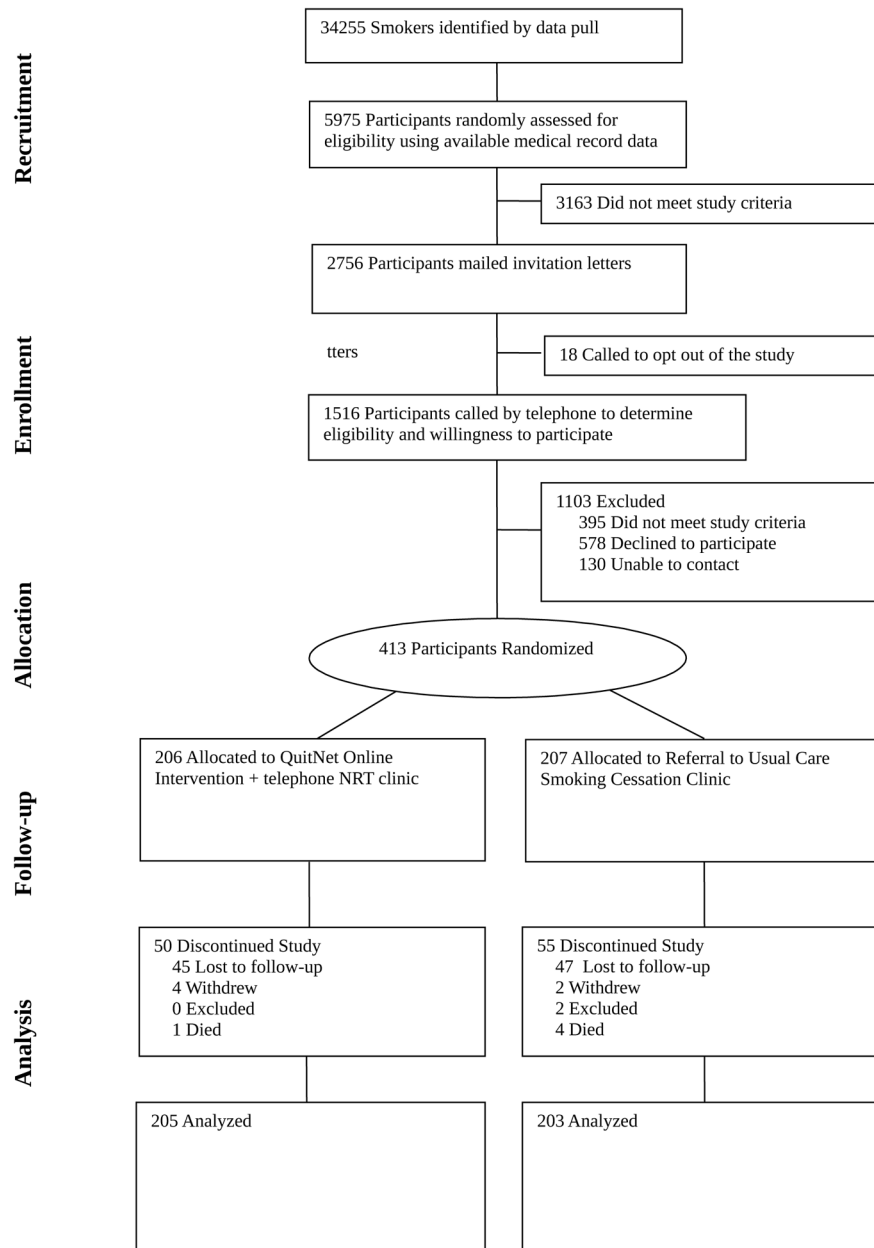 Recruitment
34255 Smokers identified by data pull
5975 Participants randomly assessed for
eligibility using available medical record data
3163 Did not meet study criteria
2756 Participants mailed invitation letters
Enrollment
tters
18 Called to opt out of the study
1516 Participants called by telephone to determine
eligibility and willingness to participate
1103 Excluded
395 Did not meet study criteria
578 Declined to participate
130 Unable to contact
Allocation
413 Participants Randomized
206 Allocated to QuitNet Online
Intervention + telephone NRT clinic
207 Allocated to Referral to Usual Care
Smoking Cessation Clinic
Follow-up
50 Discontinued Study
45 Lost to follow-up
4 Withdrew
0 Excluded
1 Died
55 Discontinued Study
47 Lost to follow-up
2 Withdrew
2 Excluded
4 Died
Analysis
205 Analyzed
203 Analyzed